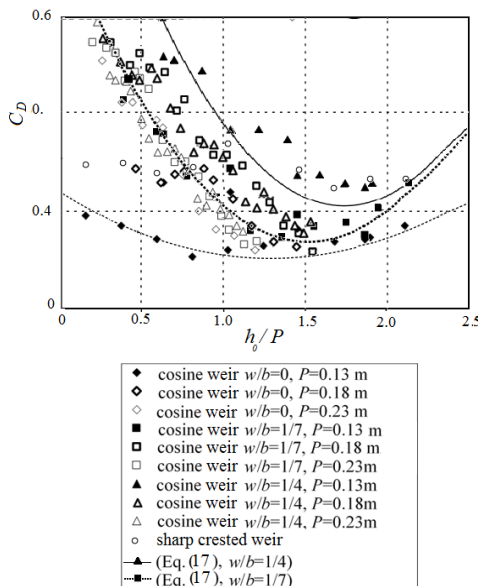 0.6
0.
C_D
0.4
0
0
0.5
1.0
1.5
2.0
2.5
h_0/P
cosine weir w/b=0, P=0.13 m
cosine weir w/b=0, P=0.18 m
cosine weir w/b=0, P=0.23 m
cosine weir w/b=1/7, P=0.13 m
cosine weir w/b=1/7, P=0.18 m
cosine weir w/b=1/7, P=0.23m
cosine weir w/b=1/4, P=0.13m
cosine weir w/b=1/4, P=0.18m
cosine weir w/b=1/4, P=0.23m
sharp crested weir
(Eq. (17), w/b=1/4)
(Eq. (17), w/b=1/7)